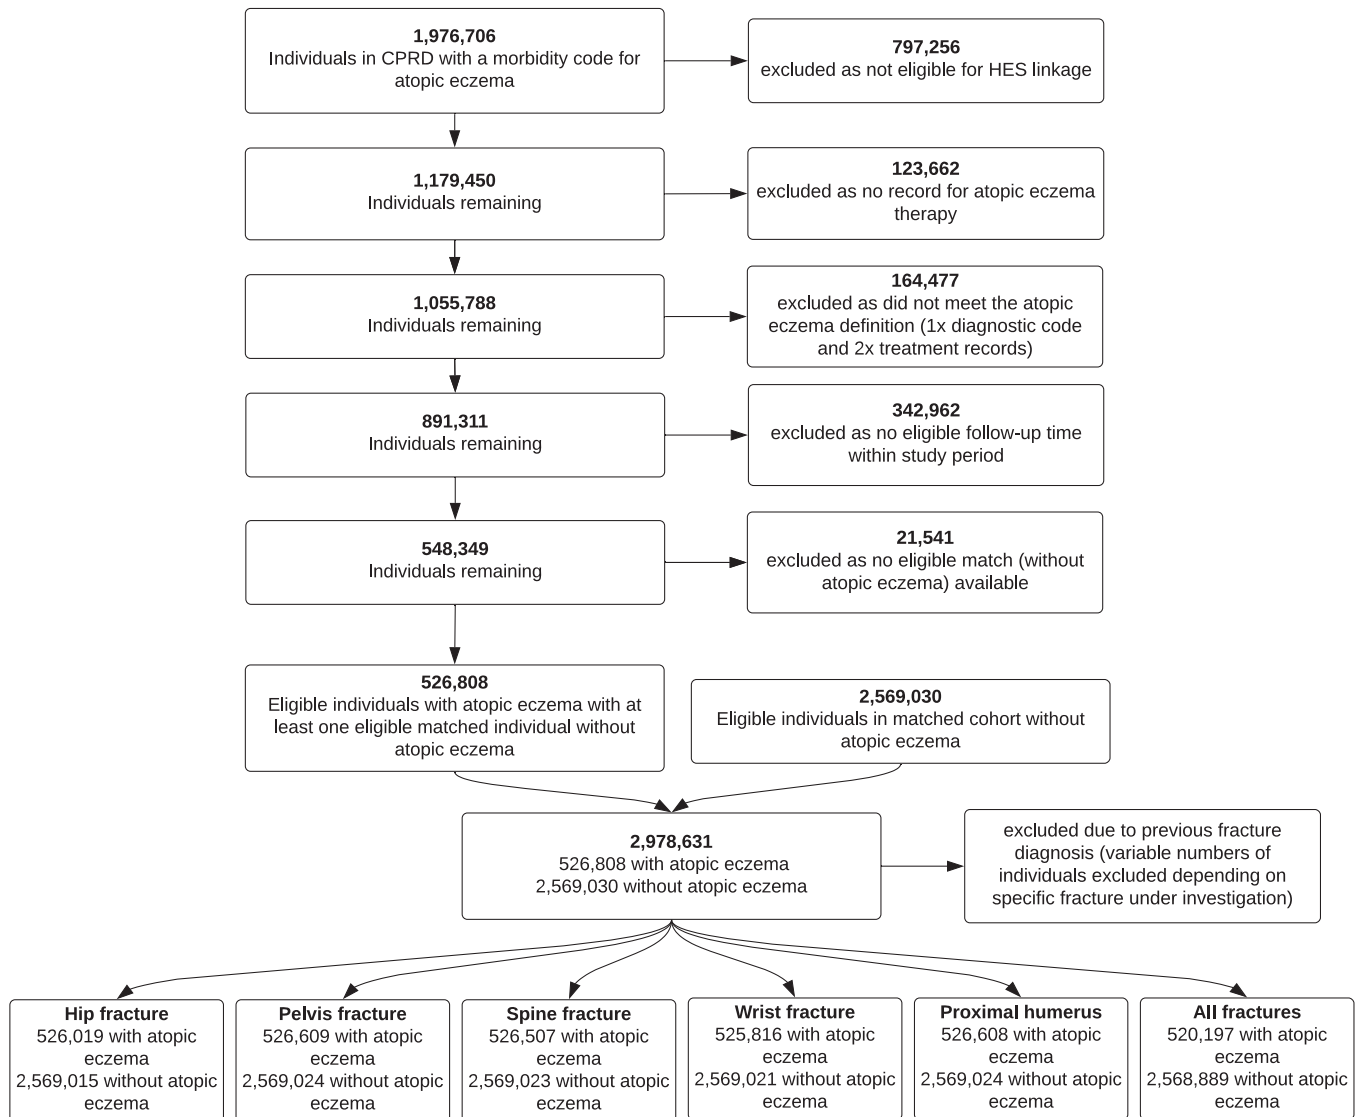 1,976,706
Individuals in CPRD with a morbidity code for
atopic eczema
797,256
excluded as not eligible for HES linkage
1,179,450
Individuals remaining
123,662
excluded as no record for atopic eczema
therapy
1,055,788
Individuals remaining
164,477
excluded as did not meet the atopic
eczema definition (1x diagnostic code
and 2x treatment records)
891,311
Individuals remaining
342,962
excluded as no eligible follow-up time
within study period
548,349
Individuals remaining
21,541
excluded as no eligible match (without
atopic eczema) available
526,808
Eligible individuals with atopic eczema with at
least one eligible matched individual without
atopic eczema
2,569,030
Eligible individuals in matched cohort without
atopic eczema
2,978,631
526,808 with atopic eczema
2,569,030 without atopic eczema
excluded due to previous fracture
diagnosis (variable numbers of
individuals excluded depending on
specific fracture under investigation)
Hip fracture
526,019 with atopic
eczema
2,569,015 without atopic
eczema
Pelvis fracture
526,609 with atopic
eczema
2,569,024 without atopic
eczema
Spine fracture
526,507 with atopic
eczema
2,569,023 without atopic
eczema
Wrist fracture
525,816 with atopic
eczema
2,569,021 without atopic
eczema
Proximal humerus
526,608 with atopic
eczema
2,569,024 without atopic
eczema
All fractures
520,197 with atopic
eczema
2,568,889 without atopic
eczema